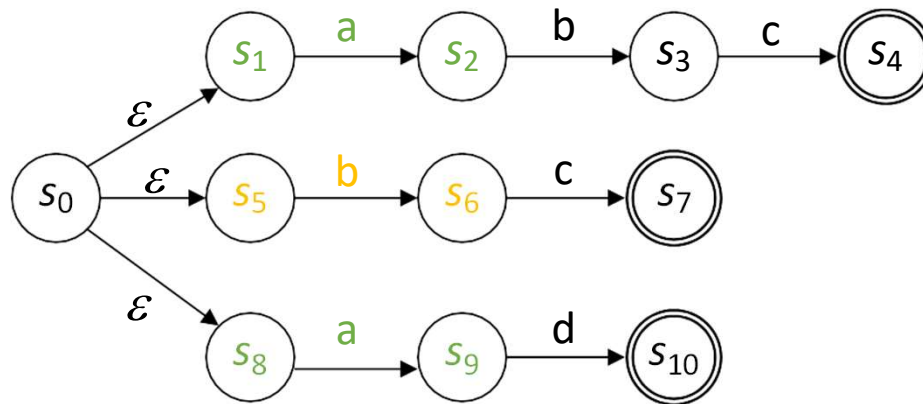 a b c
s1 s2 s3 s4
ε
b c
s0 ε s5 s6 s7
ε
a d
s8 s9 s10